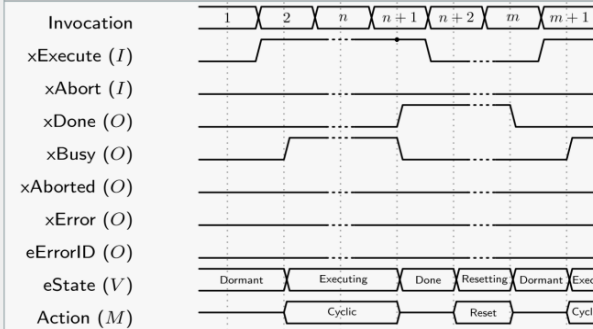 Invocation 1 2 n n + 1 n + 2 m m + 1
xExecute (I)
xAbort (I)
xDone (O)
xBusy (O)
xAborted (O)
xError (O)
eErrorID (O)
eState (V) Dormant Executing Done Resetting Dormant Exec
Action (M) Cyclic Reset Cycl